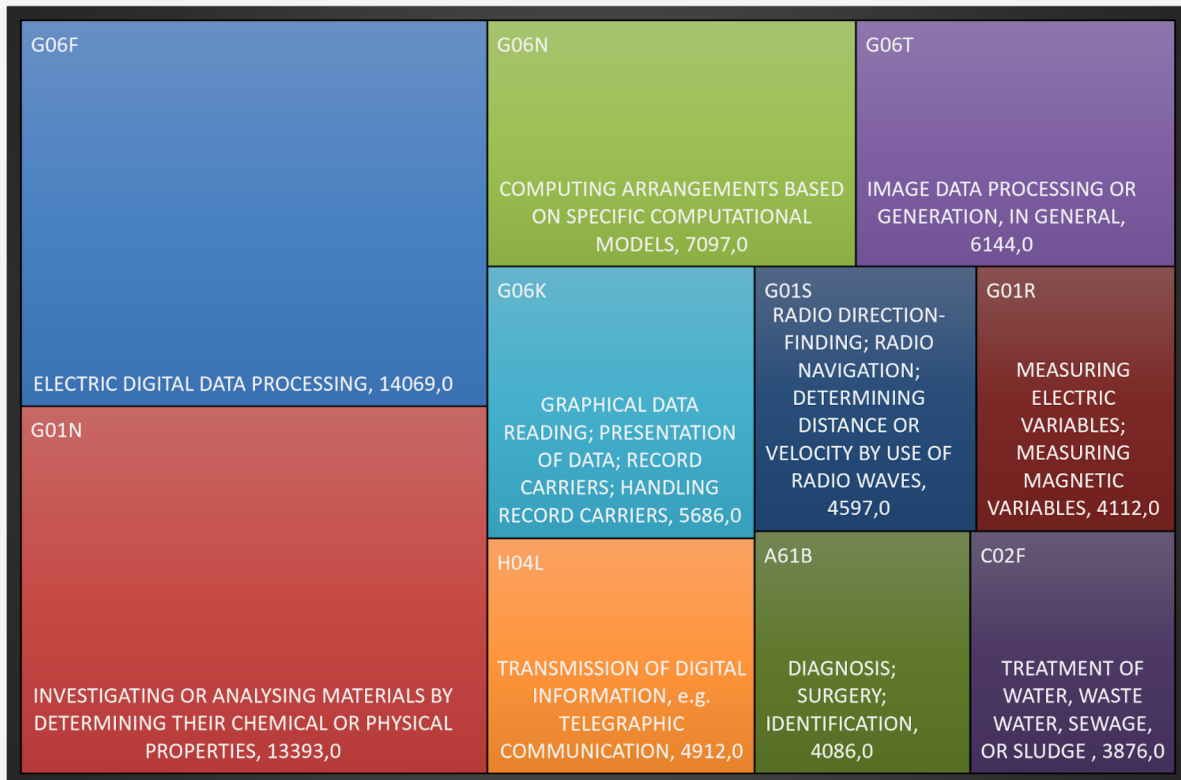 G06F
ELECTRIC DIGITAL DATA PROCESSING, 14069,0
G01N
INVESTIGATING OR ANALYSING MATERIALS BY
DETERMINING THEIR CHEMICAL OR PHYSICAL
PROPERTIES, 13393,0
G06N
COMPUTING ARRANGEMENTS BASED
ON SPECIFIC COMPUTATIONAL
MODELS, 7097,0
G06T
IMAGE DATA PROCESSING OR
GENERATION, IN GENERAL,
6144,0
G06K
GRAPHICAL DATA
READING; PRESENTATION
OF DATA; RECORD
CARRIERS; HANDLING
RECORD CARRIERS, 5686,0
G01S
RADIO DIRECTION-
FINDING; RADIO
NAVIGATION;
DETERMINING
DISTANCE OR
VELOCITY BY USE OF
RADIO WAVES,
4597,0
G01R
MEASURING
ELECTRIC
VARIABLES;
MEASURING
MAGNETIC
VARIABLES, 4112,0
H04L
TRANSMISSION OF DIGITAL
INFORMATION, e.g.
TELEGRAPHIC
COMMUNICATION, 4912,0
A61B
DIAGNOSIS;
SURGERY;
IDENTIFICATION,
4086,0
C02F
TREATMENT OF
WATER, WASTE
WATER, SEWAGE,
OR SLUDGE , 3876,0